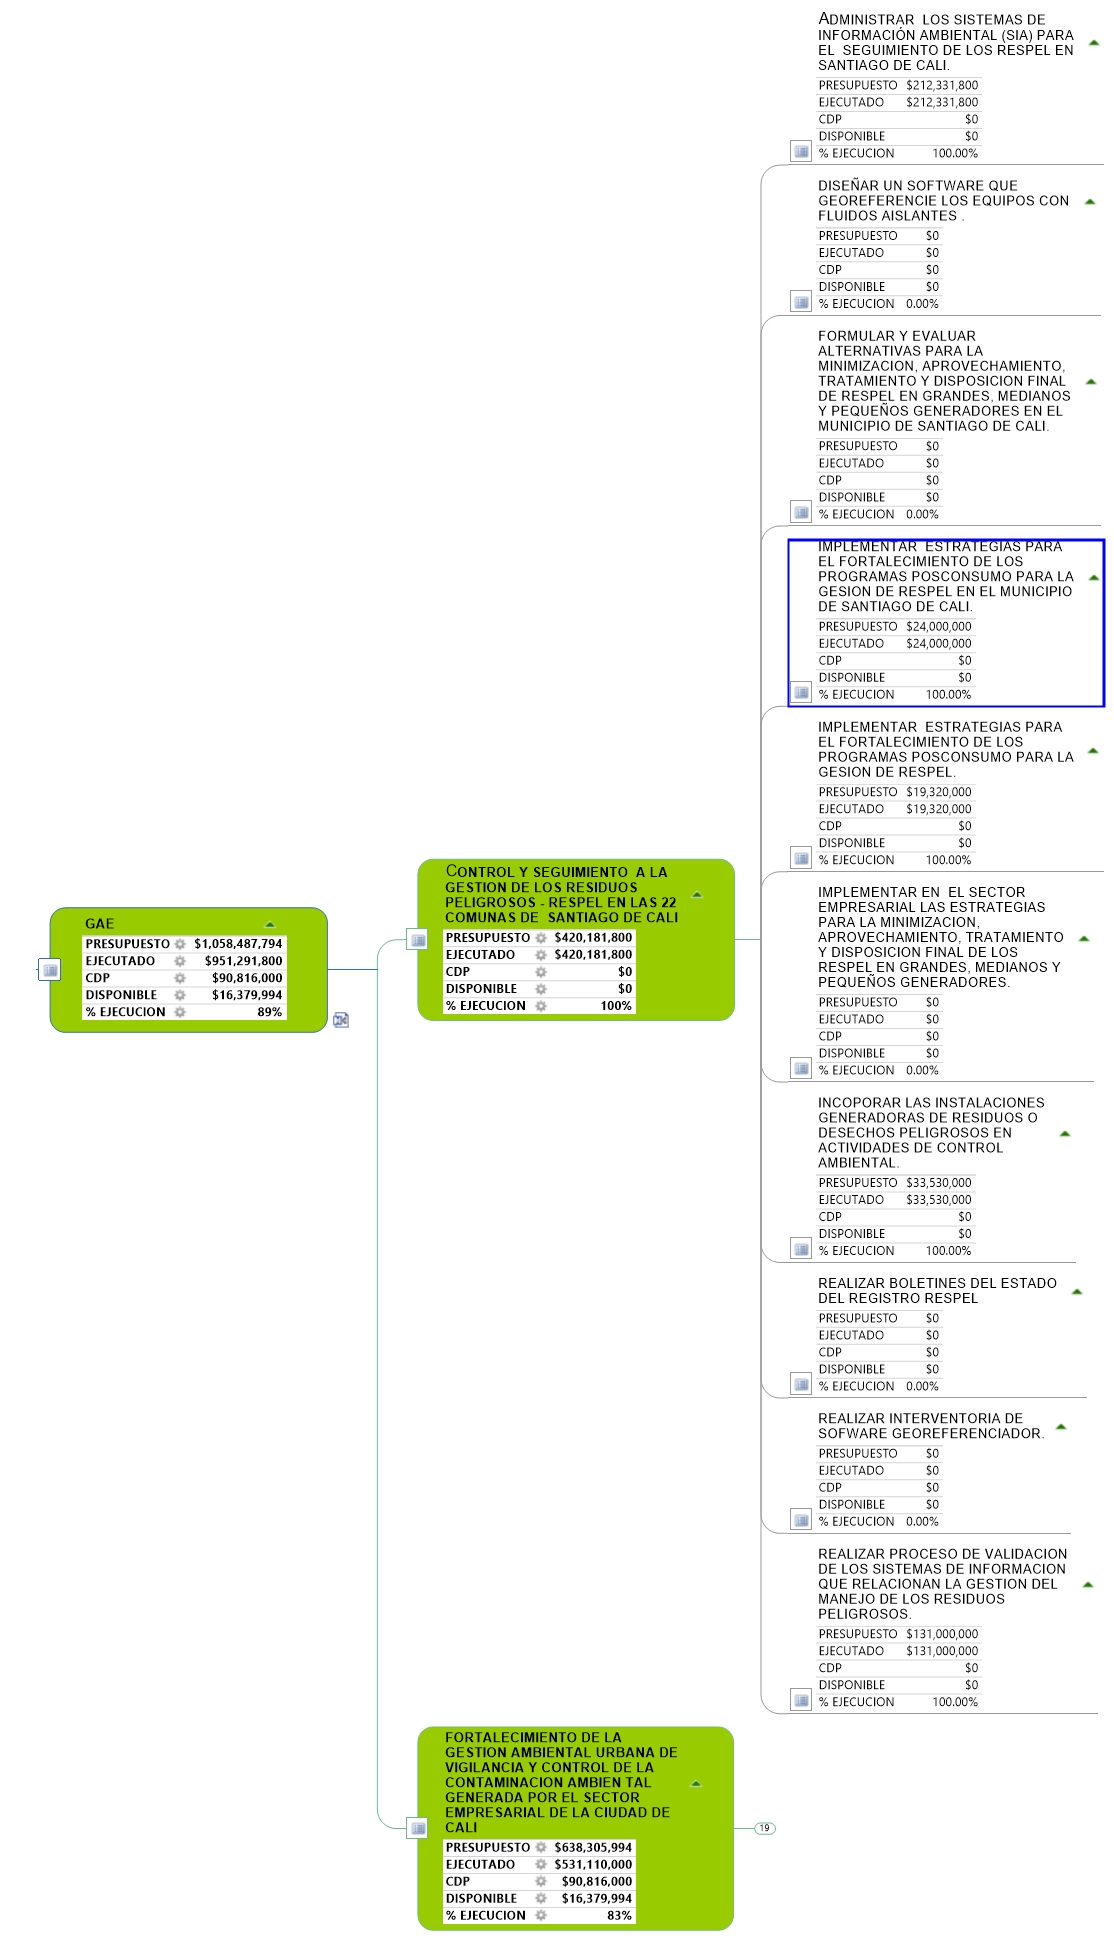 GAE
PRESUPUESTO $1,058,487,794
EJECUTADO $951,291,800
CDP $90,816,000
DISPONIBLE $16,379,994
% EJECUCION 89%
CONTROL Y SEGUIMIENTO A LA
GESTION DE LOS RESIDUOS
PELIGROSOS - RESPEL EN LAS 22
COMUNAS DE SANTIAGO DE CALI
PRESUPUESTO $420,181,800
EJECUTADO $420,181,800
CDP $0
DISPONIBLE $0
% EJECUCION 100%
ADMINISTRAR LOS SISTEMAS DE
INFORMACIÓN AMBIENTAL (SIA) PARA
EL SEGUIMIENTO DE LOS RESPEL EN
SANTIAGO DE CALI.
PRESUPUESTO $212,331,800
EJECUTADO $212,331,800
CDP $0
DISPONIBLE $0
% EJECUCION 100.00%
DISEÑAR UN SOFTWARE QUE
GEOREFERENCIE LOS EQUIPOS CON
FLUIDOS AISLANTES .
PRESUPUESTO $0
EJECUTADO $0
CDP $0
DISPONIBLE $0
% EJECUCION 0.00%
FORMULAR Y EVALUAR
ALTERNATIVAS PARA LA
MINIMIZACION, APROVECHAMIENTO,
TRATAMIENTO Y DISPOSICION FINAL
DE RESPEL EN GRANDES, MEDIANOS
Y PEQUEÑOS GENERADORES EN EL
MUNICIPIO DE SANTIAGO DE CALI.
PRESUPUESTO $0
EJECUTADO $0
CDP $0
DISPONIBLE $0
% EJECUCION 0.00%
IMPLEMENTAR ESTRATEGIAS PARA
EL FORTALECIMIENTO DE LOS
PROGRAMAS POSCONSUMO PARA LA
GESION DE RESPEL EN EL MUNICIPIO
DE SANTIAGO DE CALI.
PRESUPUESTO $24,000,000
EJECUTADO $24,000,000
CDP $0
DISPONIBLE $0
% EJECUCION 100.00%
IMPLEMENTAR ESTRATEGIAS PARA
EL FORTALECIMIENTO DE LOS
PROGRAMAS POSCONSUMO PARA LA
GESION DE RESPEL.
PRESUPUESTO $19,320,000
EJECUTADO $19,320,000
CDP $0
DISPONIBLE $0
% EJECUCION 100.00%
IMPLEMENTAR EN EL SECTOR
EMPRESARIAL LAS ESTRATEGIAS
PARA LA MINIMIZACION,
APROVECHAMIENTO, TRATAMIENTO
Y DISPOSICION FINAL DE LOS
RESPEL EN GRANDES, MEDIANOS Y
PEQUEÑOS GENERADORES.
PRESUPUESTO $0
EJECUTADO $0
CDP $0
DISPONIBLE $0
% EJECUCION 0.00%
INCOPORAR LAS INSTALACIONES
GENERADORAS DE RESIDUOS O
DESECHOS PELIGROSOS EN
ACTIVIDADES DE CONTROL
AMBIENTAL.
PRESUPUESTO $33,530,000
EJECUTADO $33,530,000
CDP $0
DISPONIBLE $0
% EJECUCION 100.00%
REALIZAR BOLETINES DEL ESTADO
DEL REGISTRO RESPEL
PRESUPUESTO $0
EJECUTADO $0
CDP $0
DISPONIBLE $0
% EJECUCION 0.00%
REALIZAR INTERVENTORIA DE
SOFWARE GEOREFERENCIADOR.
PRESUPUESTO $0
EJECUTADO $0
CDP $0
DISPONIBLE $0
% EJECUCION 0.00%
REALIZAR PROCESO DE VALIDACION
DE LOS SISTEMAS DE INFORMACION
QUE RELACIONAN LA GESTION DEL
MANEJO DE LOS RESIDUOS
PELIGROSOS.
PRESUPUESTO $131,000,000
EJECUTADO $131,000,000
CDP $0
DISPONIBLE $0
% EJECUCION 100.00%
FORTALECIMIENTO DE LA
GESTION AMBIENTAL URBANA DE
VIGILANCIA Y CONTROL DE LA
CONTAMINACION AMBIEN TAL
GENERADA POR EL SECTOR
EMPRESARIAL DE LA CIUDAD DE
CALI
PRESUPUESTO $638,305,994
EJECUTADO $531,110,000
CDP $90,816,000
DISPONIBLE $16,379,994
% EJECUCION 83%
19